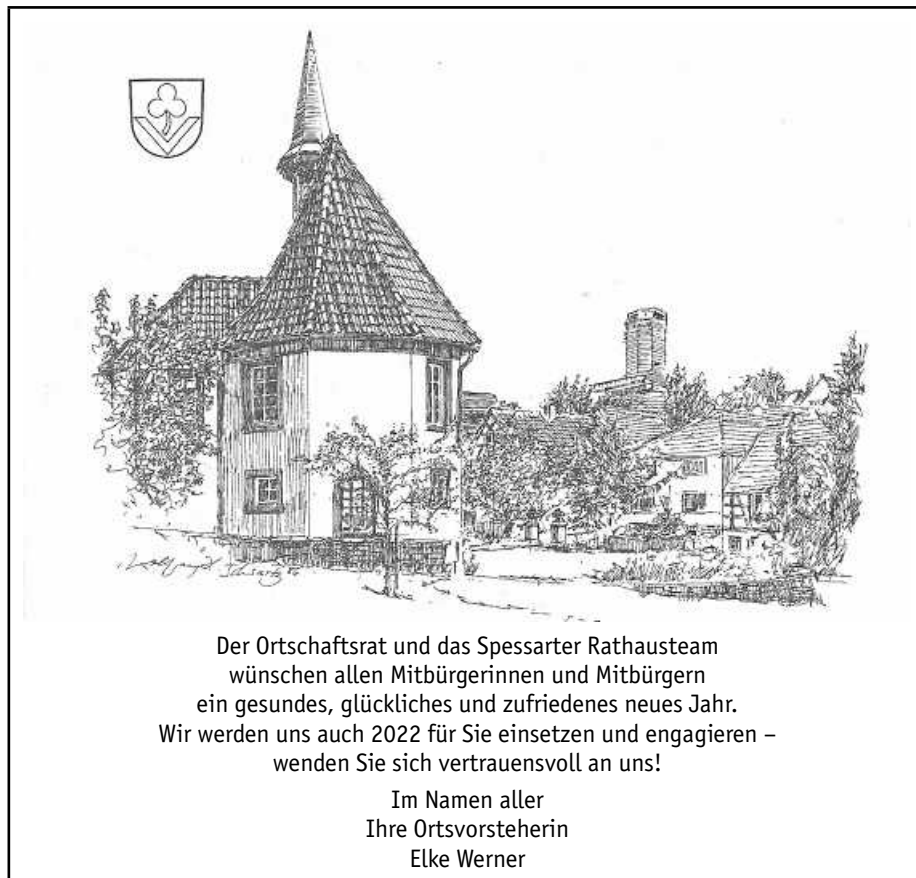 Der Ortschaftsrat und das Spessarter Rathausteam
wünschen allen Mitbürgerinnen und Mitbürgern
ein gesundes, glückliches und zufriedenes neues Jahr.
Wir werden uns auch 2022 für Sie einsetzen und engagieren –
wenden Sie sich vertrauensvoll an uns!
Im Namen aller
Ihre Ortsvorsteherin
Elke Werner